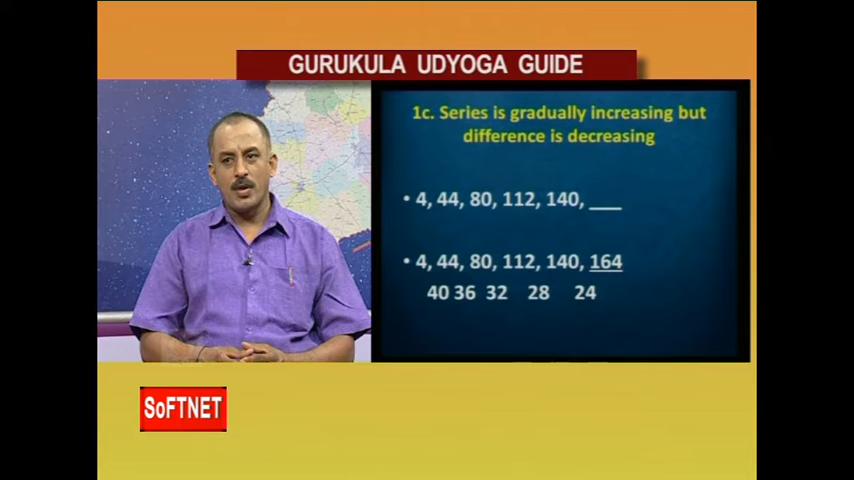 GURUKULA UDYOGA GUIDE
1c. Series is gradually increasing but
difference is decreasing
• 4, 44, 80, 112, 140, ___
• 4, 44, 80, 112, 140, 164
40 36 32 28 24
SoFTNET